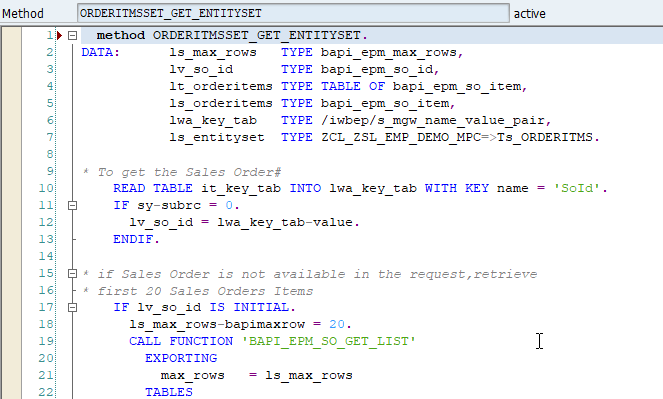 Method ORDERITMSSET_GET_ENTITYSET active
1 method ORDERITMSSET_GET_ENTITYSET.
2 DATA: ls_max_rows TYPE bapi_epm_max_rows,
3 lv_so_id TYPE bapi_epm_so_id,
4 lt_orderitems TYPE TABLE OF bapi_epm_so_item,
5 ls_orderitems TYPE bapi_epm_so_item,
6 lwa_key_tab TYPE /iwbep/s_mgw_name_value_pair,
7 ls_entityset TYPE ZCL_ZSL_EMP_DEMO_MPC=>Ts_ORDERITMS.
8
9 * To get the Sales Order#
10 READ TABLE it_key_tab INTO lwa_key_tab WITH KEY name = 'SoId'.
11 IF sy-subrc = 0.
12 lv_so_id = lwa_key_tab-value.
13 ENDIF.
14
15 * if Sales Order is not available in the request,retrieve
16 * first 20 Sales Orders Items
17 IF lv_so_id IS INITIAL.
18 ls_max_rows-bapimaxrow = 20.
19 CALL FUNCTION 'BAPI_EPM_SO_GET_LIST'
20 EXPORTING
21 max_rows = ls_max_rows
22 TABLES